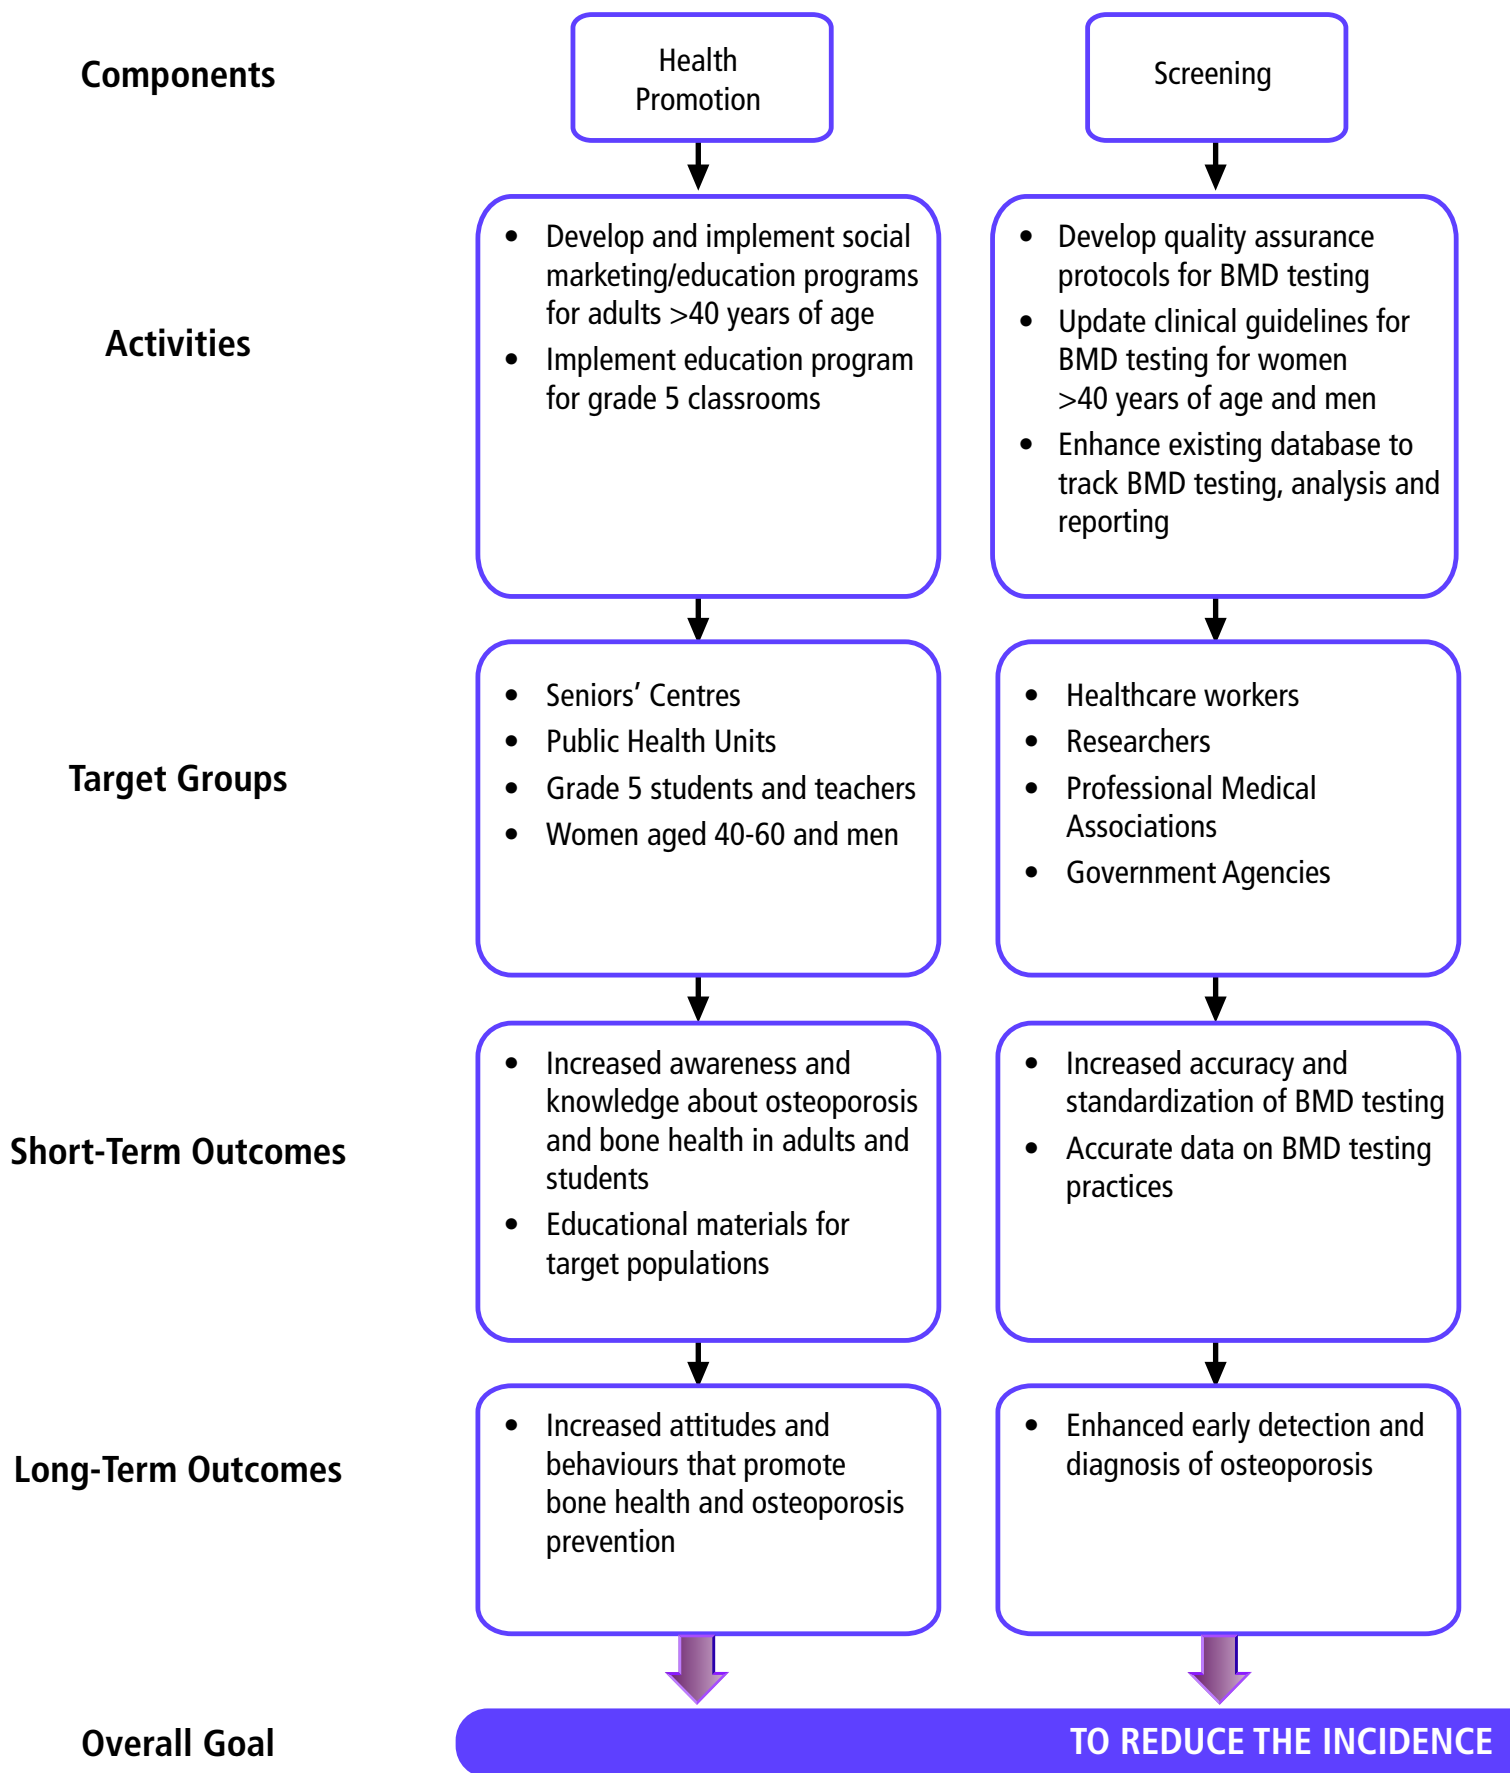 Components
Health
Promotion
Screening
Activities
• Develop and implement social
marketing/education programs
for adults >40 years of age
• Implement education program
for grade 5 classrooms
• Develop quality assurance
protocols for BMD testing
• Update clinical guidelines for
BMD testing for women
>40 years of age and men
• Enhance existing database to
track BMD testing, analysis and
reporting
Target Groups
• Seniors’ Centres
• Public Health Units
• Grade 5 students and teachers
• Women aged 40-60 and men
• Healthcare workers
• Researchers
• Professional Medical
Associations
• Government Agencies
Short-Term Outcomes
• Increased awareness and
knowledge about osteoporosis
and bone health in adults and
students
• Educational materials for
target populations
• Increased accuracy and
standardization of BMD testing
• Accurate data on BMD testing
practices
Long-Term Outcomes
• Increased attitudes and
behaviours that promote
bone health and osteoporosis
prevention
• Enhanced early detection and
diagnosis of osteoporosis
Overall Goal
TO REDUCE THE INCIDENCE